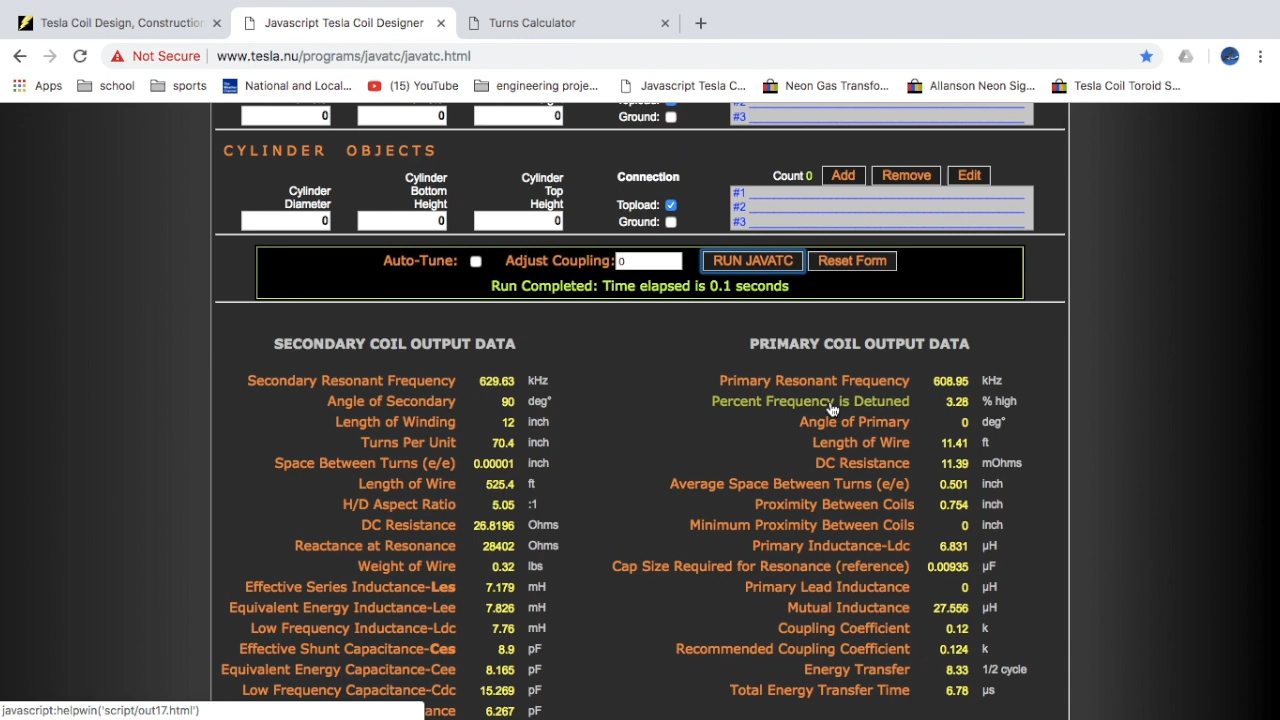 Tesla Coil Design, Construction
Javascript Tesla Coil Designer
Turns Calculator
Not Secure www.tesla.nu/programs/javatc/javatc.html
Apps school sports National and Local... (15) YouTube engineering proje... Javascript Tesla C... Neon Gas Transfo... Allanson Neon Sig... Tesla Coil Toroid S...
0 0 0 Ground: #3
CYLINDER OBJECTS
Cylinder Diameter Cylinder Bottom Height Cylinder Top Height Connection Count 0 Add Remove Edit
Topload: #1
#2
0 0 0 Ground: #3
Auto-Tune: Adjust Coupling: 0 RUN JAVATC Reset Form
Run Completed: Time elapsed is 0.1 seconds
SECONDARY COIL OUTPUT DATA
Secondary Resonant Frequency 629.63 kHz
Angle of Secondary 90 deg°
Length of Winding 12 inch
Turns Per Unit 70.4 inch
Space Between Turns (e/e) 0.00001 inch
Length of Wire 525.4 ft
H/D Aspect Ratio 5.05 :1
DC Resistance 26.8196 Ohms
Reactance at Resonance 28402 Ohms
Weight of Wire 0.32 lbs
Effective Series Inductance-Les 7.179 mH
Equivalent Energy Inductance-Lee 7.826 mH
Low Frequency Inductance-Ldc 7.76 mH
Effective Shunt Capacitance-Ces 8.9 pF
Equivalent Energy Capacitance-Cee 8.165 pF
Low Frequency Capacitance-Cdc 15.269 pF
6.267 pF
PRIMARY COIL OUTPUT DATA
Primary Resonant Frequency 608.95 kHz
Percent Frequency is Detuned 3.28 % high
Angle of Primary 0 deg°
Length of Wire 11.41 ft
DC Resistance 11.39 mOhms
Average Space Between Turns (e/e) 0.501 inch
Proximity Between Coils 0.754 inch
Minimum Proximity Between Coils 0 inch
Primary Inductance-Ldc 6.831 µH
Cap Size Required for Resonance (reference) 0.00935 µF
Primary Lead Inductance 0 µH
Mutual Inductance 27.556 µH
Coupling Coefficient 0.12 k
Recommended Coupling Coefficient 0.124 k
Energy Transfer 8.33 1/2 cycle
Total Energy Transfer Time 6.78 µs
javascript:helpwin('script/out17.html')